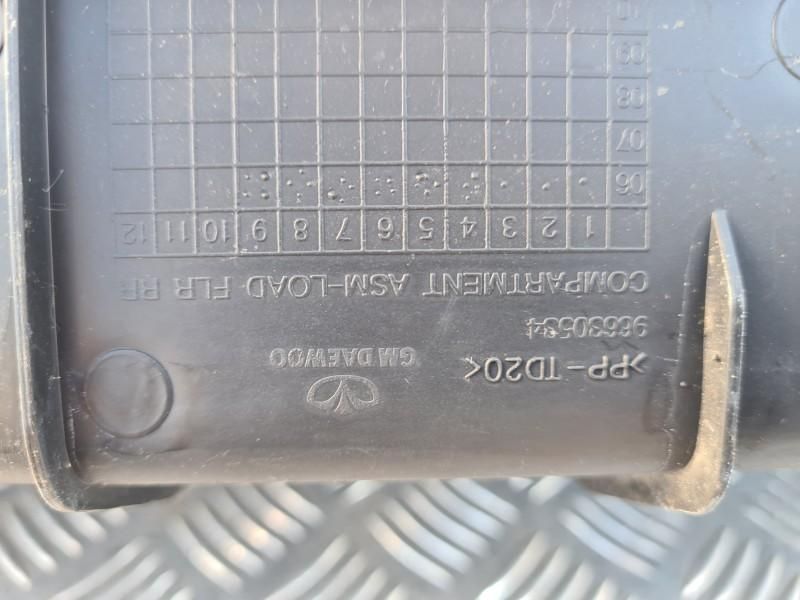 >PP-TD20<
GM DAEWOO
96630534
COMPARTMENT ASM-LOAD FLR RR
1 2 3 4 5 6 7 8 9 10 11 12
06
07
08
09
10